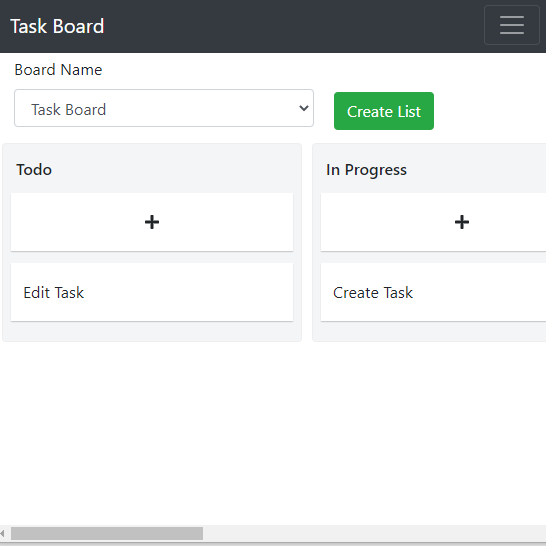 Task Board
Board Name
Task Board
Create List
Todo
In Progress
Edit Task
Create Task